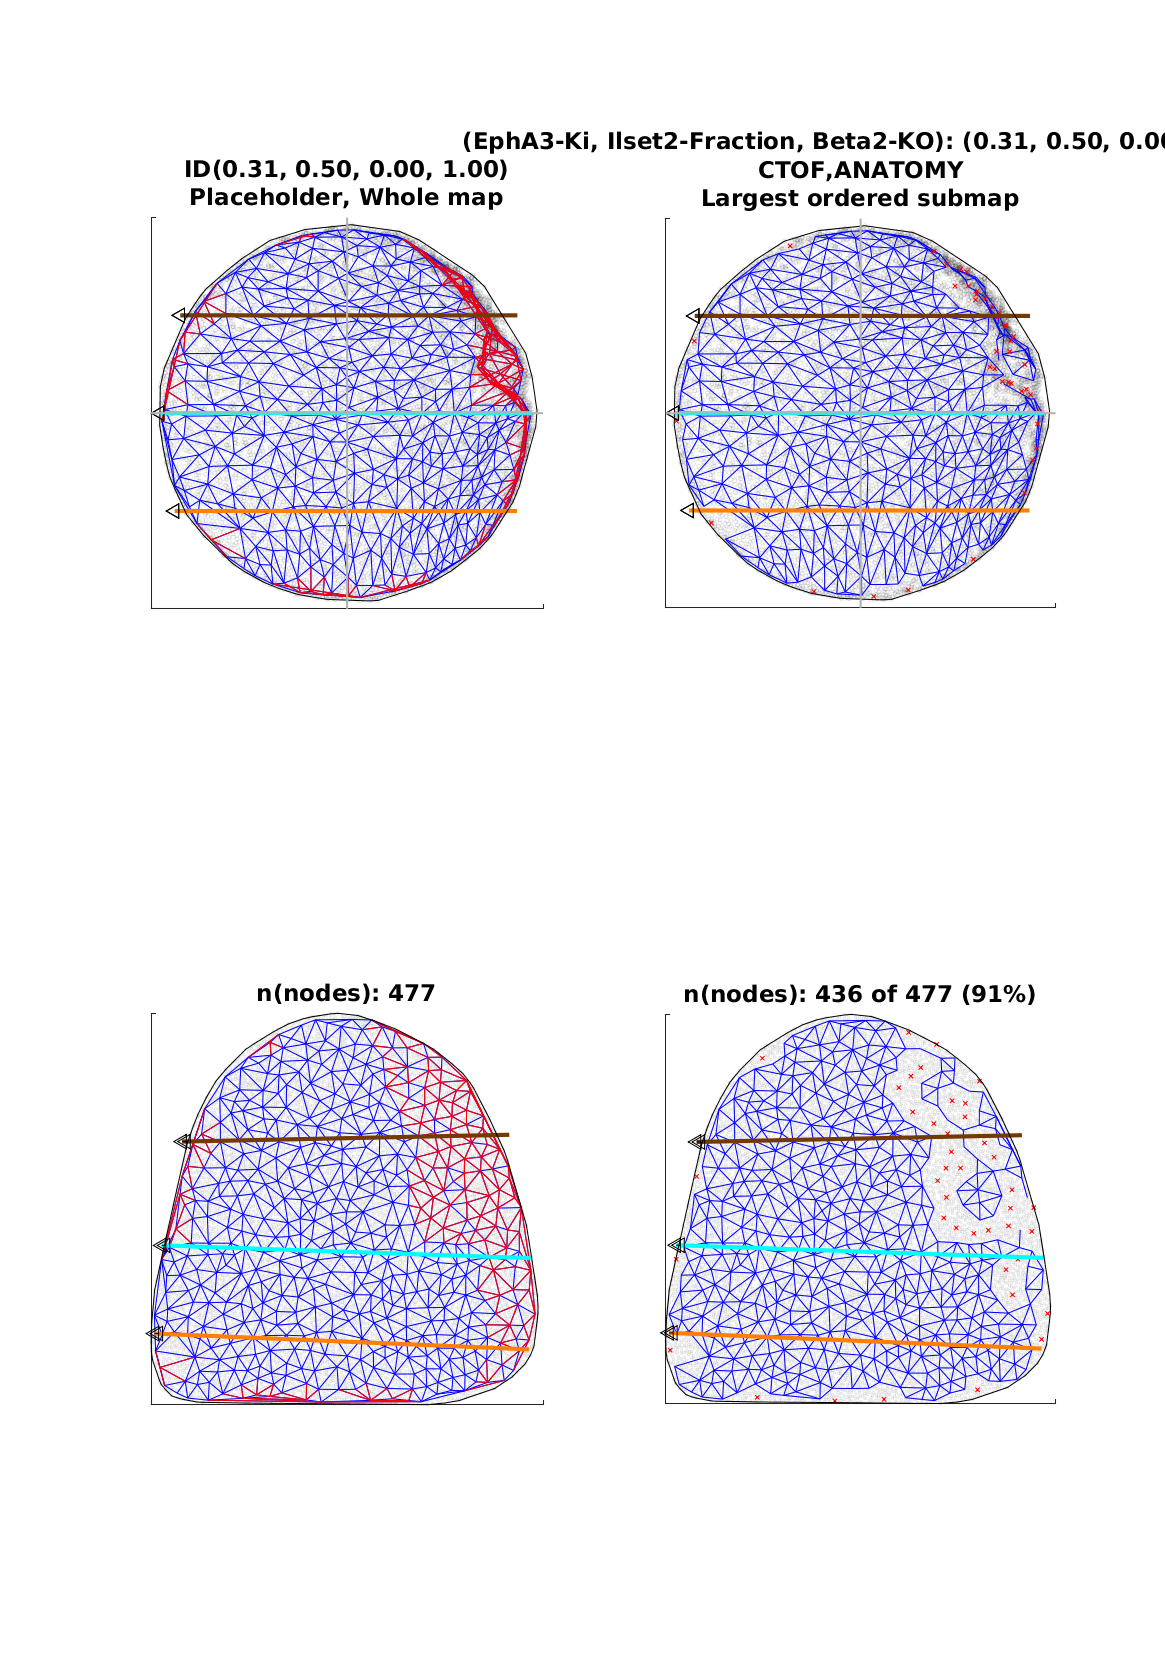 (EphA3-Ki, Ilset2-Fraction, Beta2-KO): (0.31, 0.50, 0.00
ID(0.31, 0.50, 0.00, 1.00)
Placeholder, Whole map
CTOF,ANATOMY
Largest ordered submap
n(nodes): 477
n(nodes): 436 of 477 (91%)